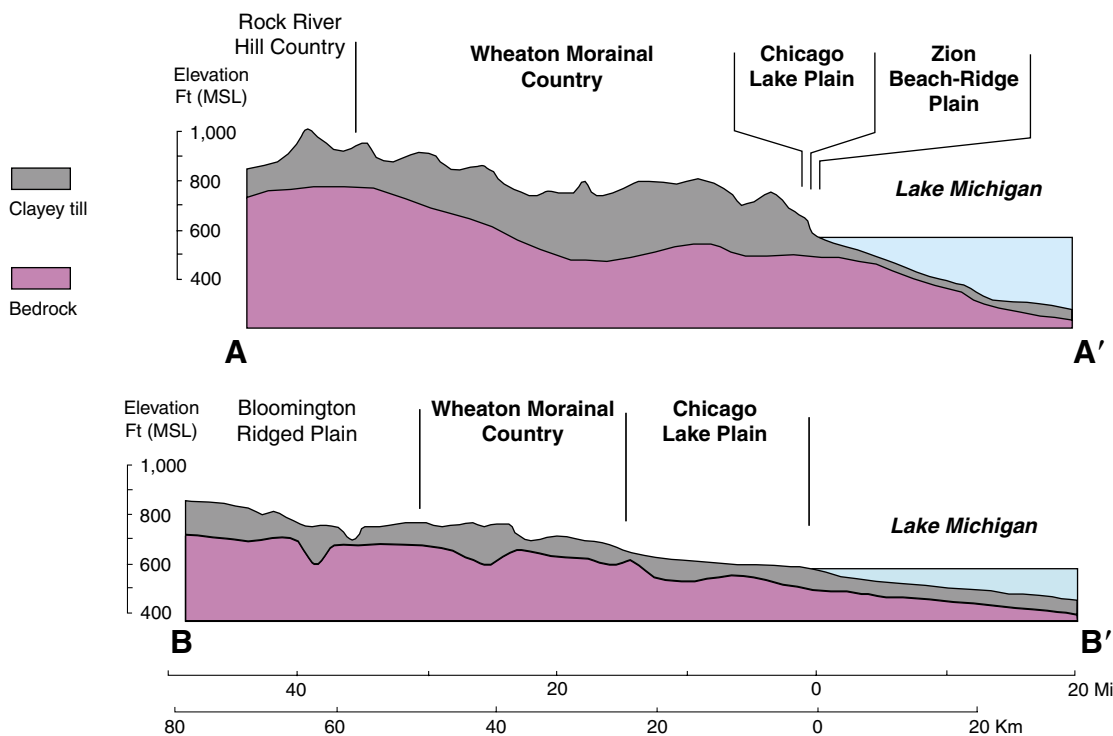 Rock River
Hill Country
Wheaton Morainal
Country
Chicago
Lake Plain
Zion
Beach-Ridge
Plain
Elevation
Ft (MSL)
1,000
800
600
400
Lake Michigan
Clayey till
Bedrock
A
A′
Elevation
Ft (MSL)
Bloomington
Ridged Plain
Wheaton Morainal
Country
Chicago
Lake Plain
1,000
800
600
400
Lake Michigan
B
B′
40 20 0 20 Mi
80 60 40 20 0 20 Km